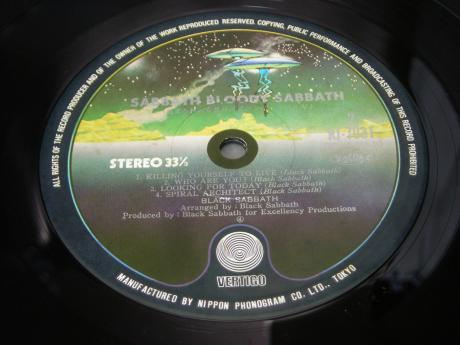 ALL RIGHTS OF THE RECORD PRODUCER AND OF THE OWNER OF THE WORK REPRODUCED RESERVED. COPYING, PUBLIC PERFORMANCE AND BROADCASTING OF THIS RECORD PROHIBITED
SABBATH BLOODY SABBATH
BLACK SABBATH
2
STEREO 33⅓
1. KILLING YOURSELF TO LIVE (Black Sabbath)
2. WHO ARE YOU? (Black Sabbath)
3. LOOKING FOR TODAY (Black Sabbath)
4. SPIRAL ARCHITECT (Black Sabbath)
BLACK SABBATH
Arranged by : Black Sabbath
Produced by : Black Sabbath for Excellency Productions
VERTIGO
MANUFACTURED BY NIPPON PHONOGRAM CO. LTD., TOKYO